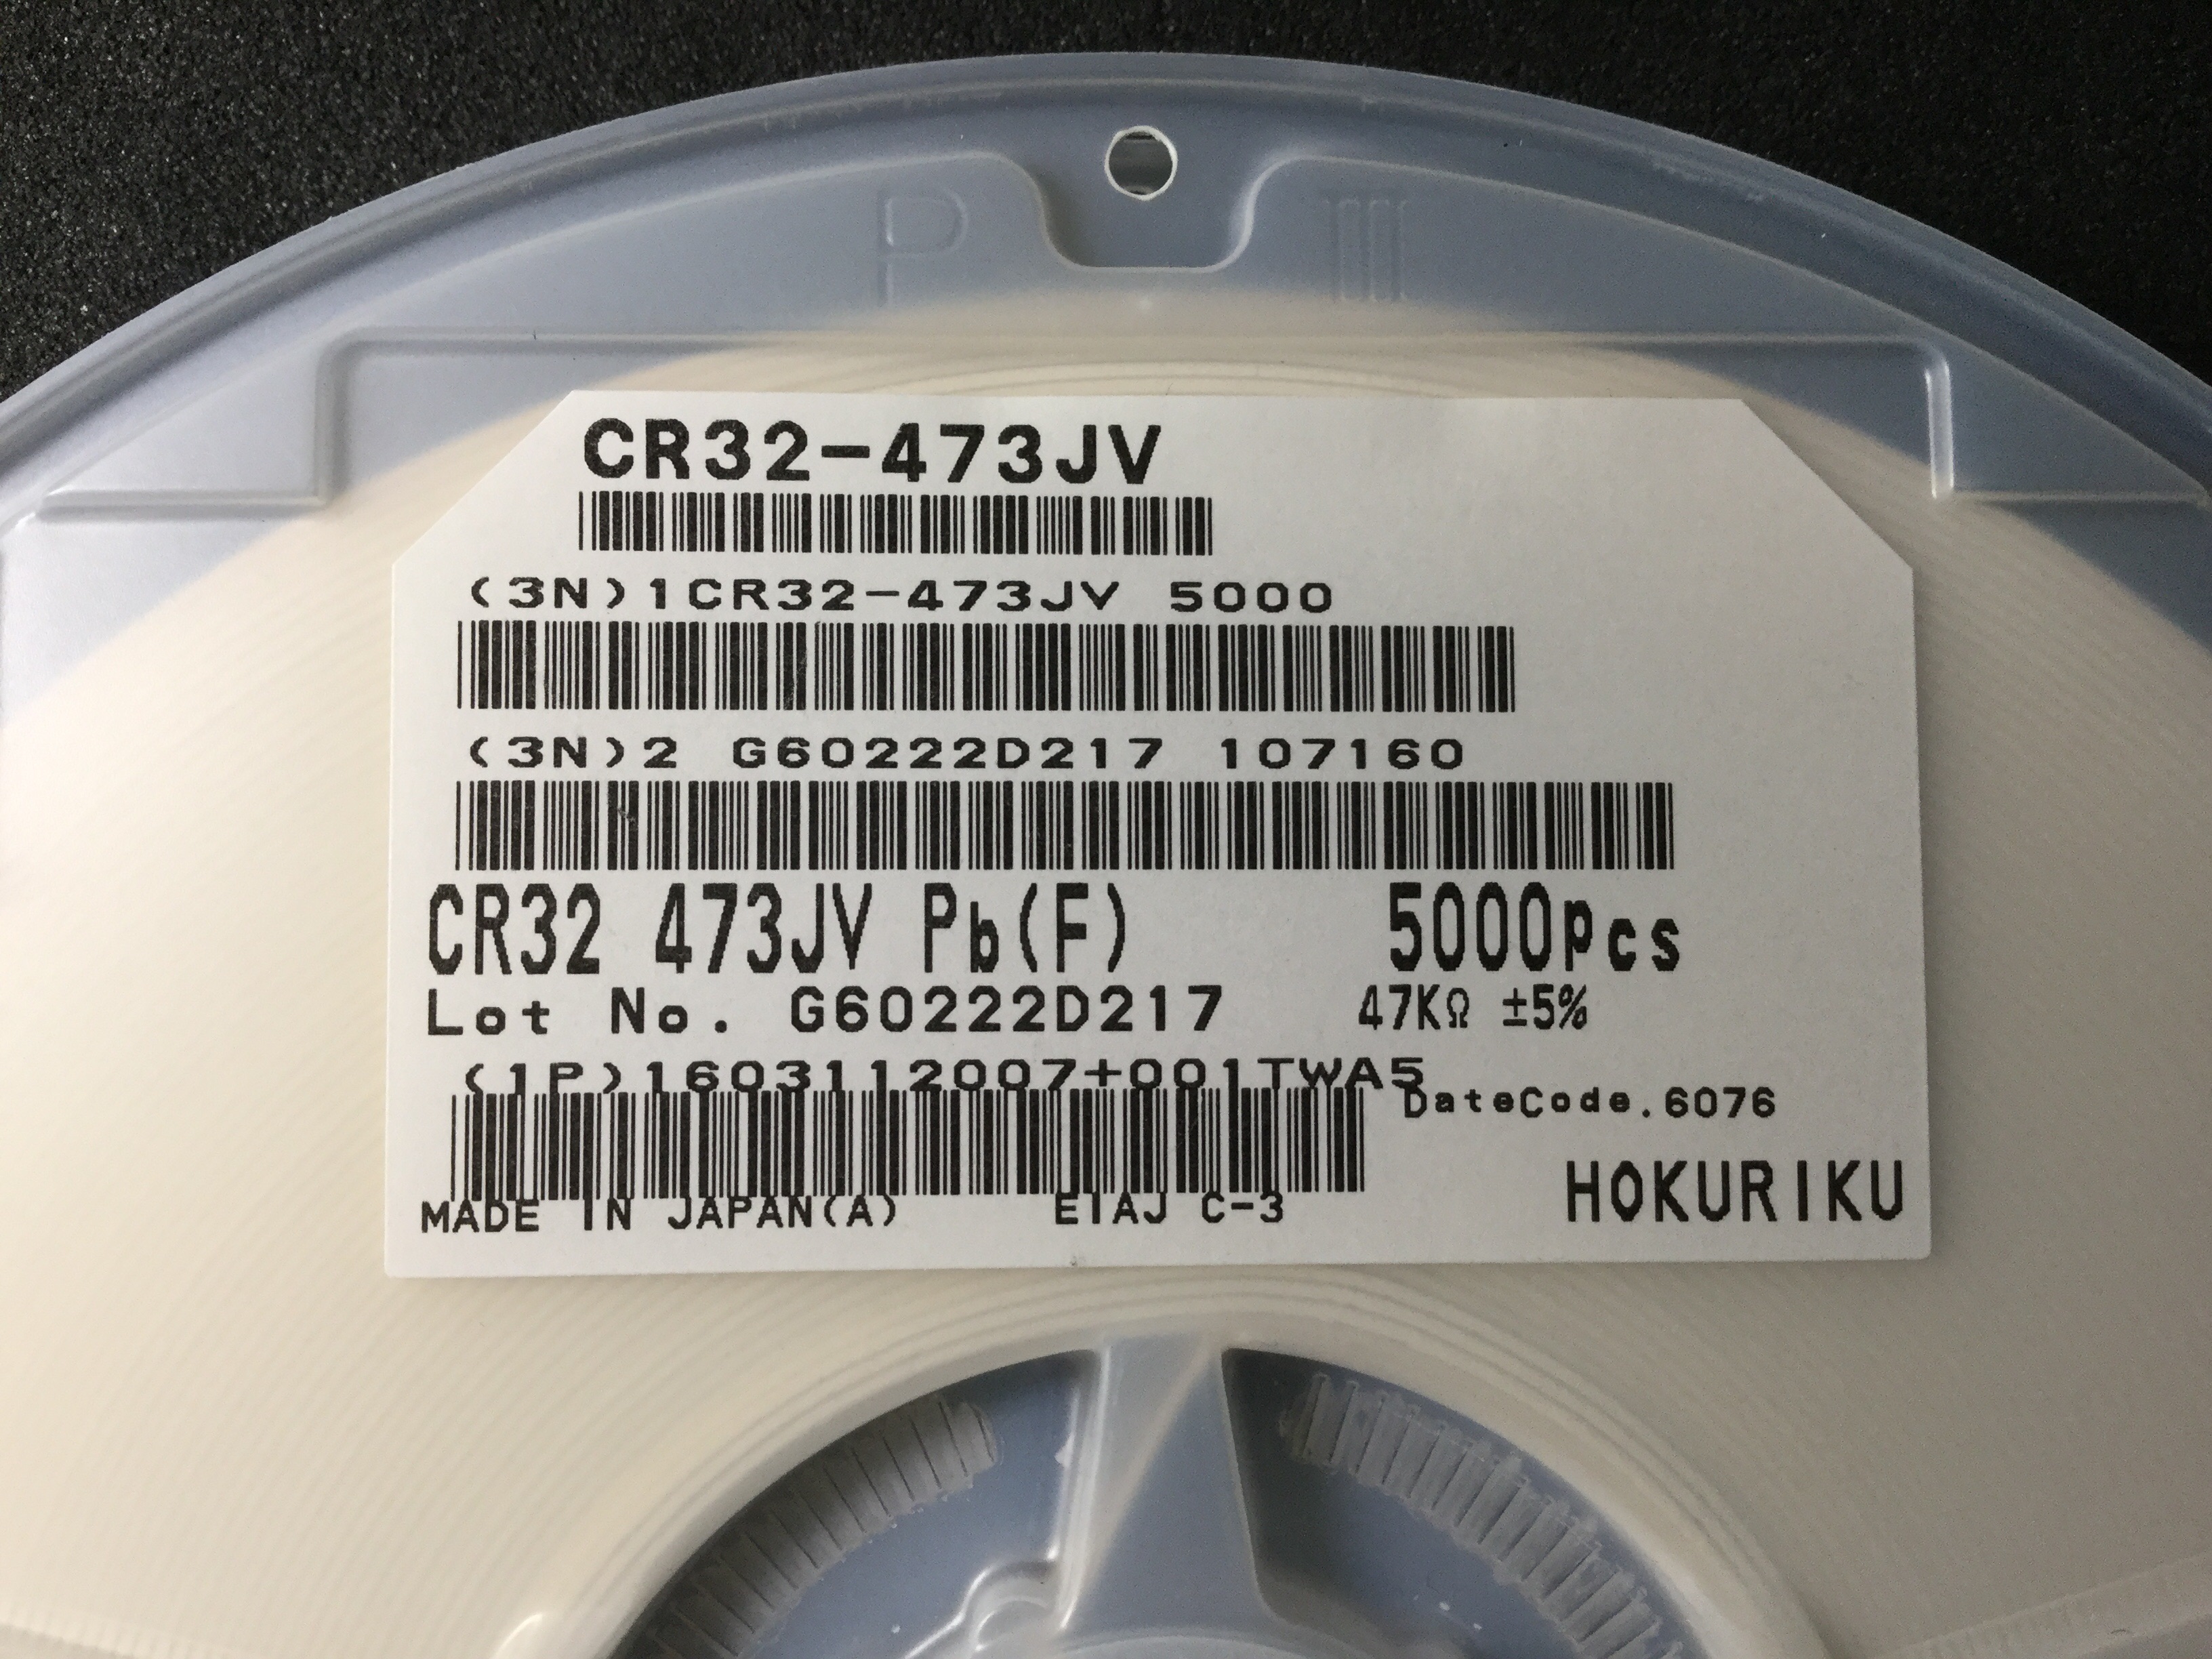 P III
CR32-473JV
(3N)1CR32-473JV 5000
(3N)2 G60222D217 107160
CR32 473JV Pb(F) 5000pcs
Lot No. G60222D217 47KΩ ±5%
(1P)1603112007+001TWA5
DateCode.6076
HOKURIKU
MADE IN JAPAN(A) EIAJ C-3